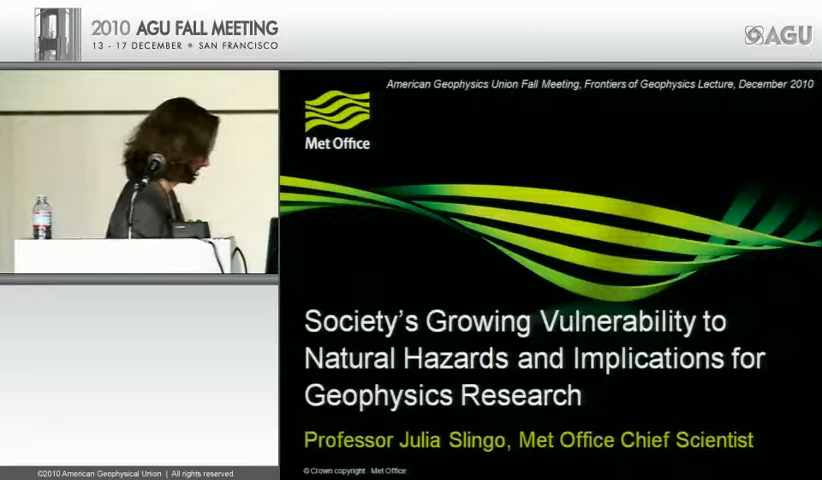 2010 AGU FALL MEETING
13 - 17 DECEMBER • SAN FRANCISCO
AGU
American Geophysics Union Fall Meeting, Frontiers of Geophysics Lecture, December 2010
Met Office
Society's Growing Vulnerability to
Natural Hazards and Implications for
Geophysics Research
Professor Julia Slingo, Met Office Chief Scientist
© Crown copyright Met Office
©2010 American Geophysical Union | All rights reserved